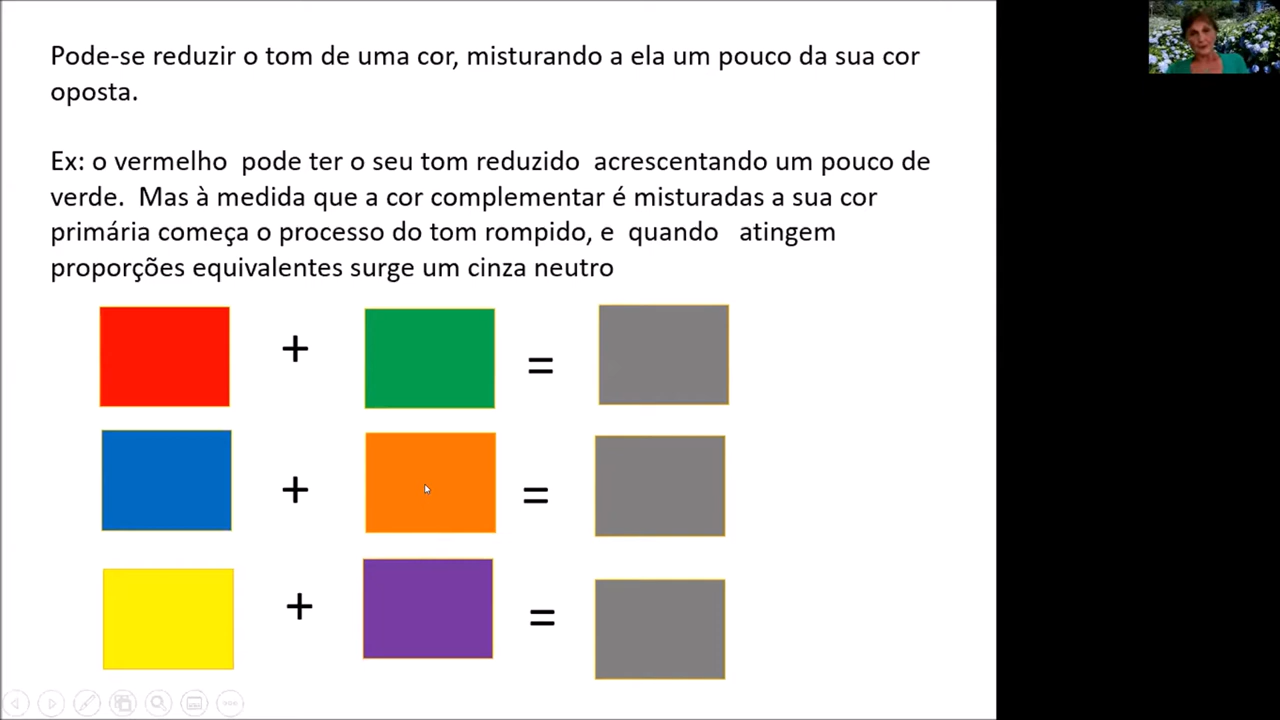 Pode-se reduzir o tom de uma cor, misturando a ela um pouco da sua cor
oposta.
Ex: o vermelho  pode ter o seu tom reduzido  acrescentando um pouco de
verde.  Mas à medida que a cor complementar é misturadas a sua cor
primária começa o processo do tom rompido, e  quando   atingem
proporções equivalentes surge um cinza neutro
+ =
+ =
+ =